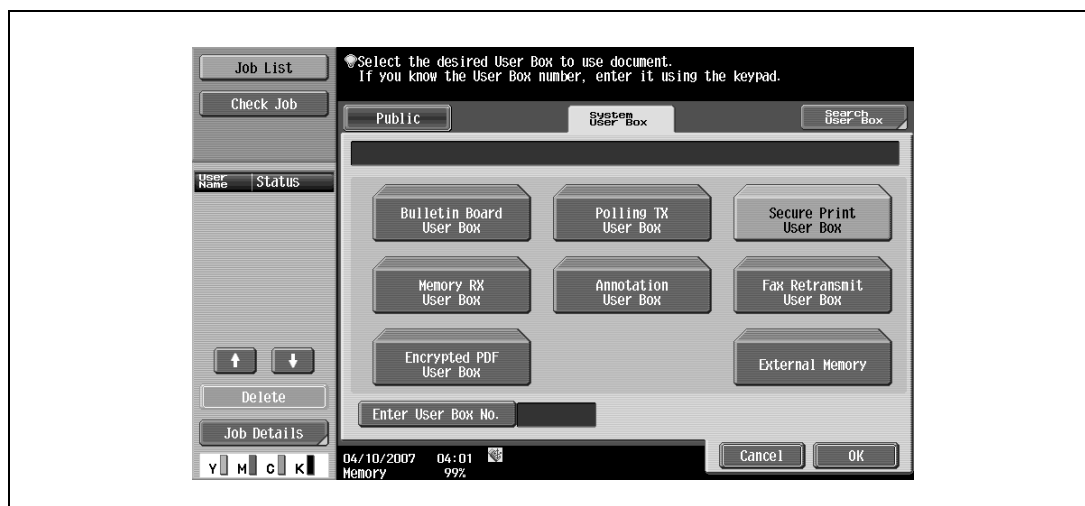 Job List
Check Job
User
Name
Status
Delete
Job Details
Y M C K
Select the desired User Box to use document.
If you know the User Box number, enter it using the keypad.
Public
System
User Box
Search
User Box
Bulletin Board
User Box
Polling TX
User Box
Secure Print
User Box
Memory RX
User Box
Annotation
User Box
Fax Retransmit
User Box
Encrypted PDF
User Box
External Memory
Enter User Box No.
04/10/2007 04:01
Memory 99%
Cancel
OK